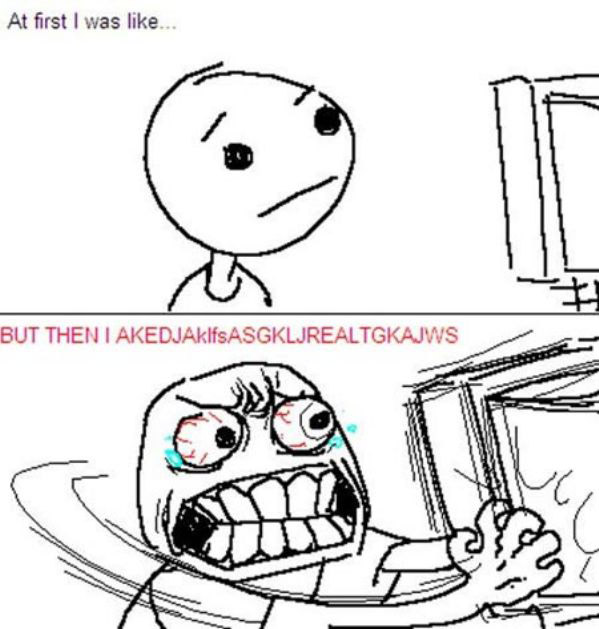 At first I was like...
BUT THEN I AKEDJAklfsASGKLJREALTGKAJWS